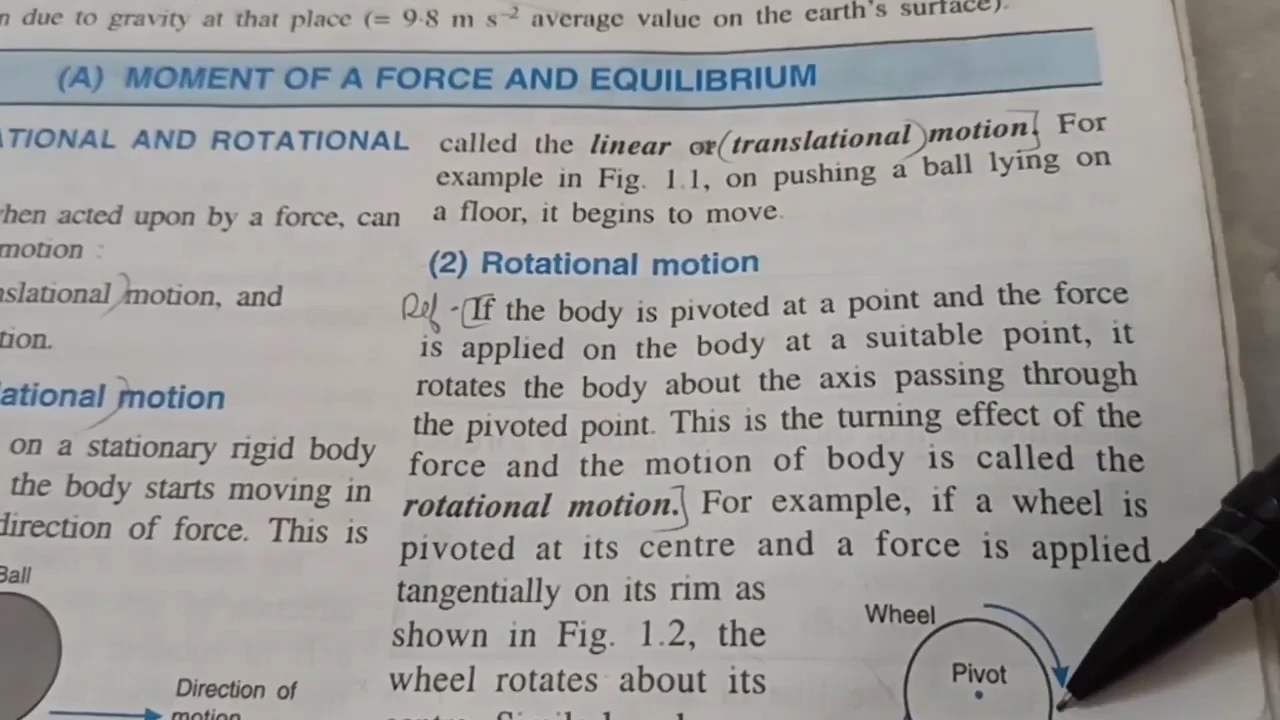 n due to gravity at that place (= 9·8 m s⁻² average value on the earth's surface).
(A) MOMENT OF A FORCE AND EQUILIBRIUM
ATIONAL AND ROTATIONAL
hen acted upon by a force, can
motion :
nslational motion, and
tion.
ational motion
on a stationary rigid body
the body starts moving in
direction of force. This is
Ball
Direction of
motion
called the linear or (translational) motion. For
example in Fig. 1.1, on pushing a ball lying on
a floor, it begins to move.
(2) Rotational motion
Def - [If the body is pivoted at a point and the force
is applied on the body at a suitable point, it
rotates the body about the axis passing through
the pivoted point. This is the turning effect of the
force and the motion of body is called the
rotational motion.] For example, if a wheel is
pivoted at its centre and a force is applied
tangentially on its rim as
shown in Fig. 1.2, the
wheel rotates about its
Wheel
Pivot